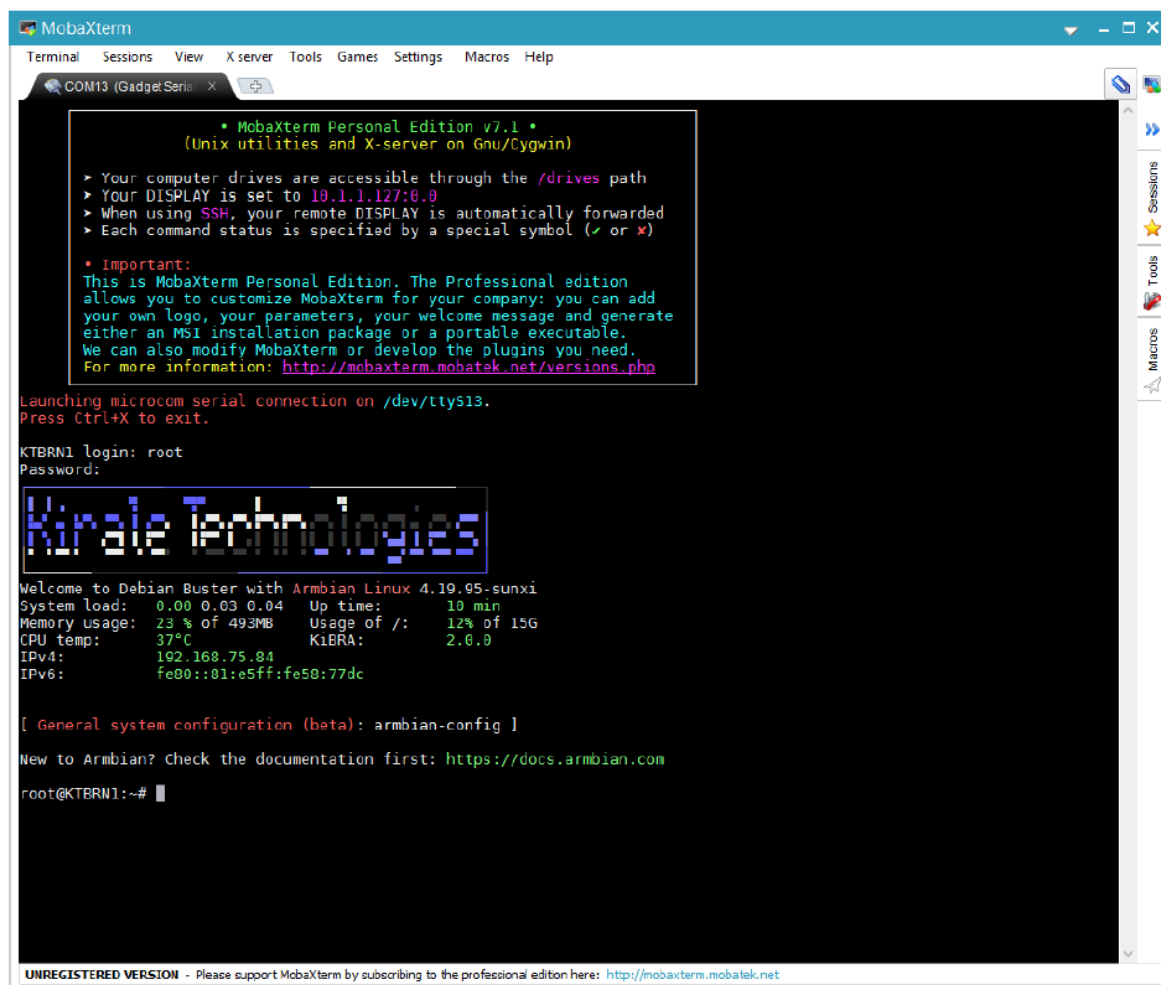 MobaXterm
Terminal Sessions View X server Tools Games Settings Macros Help
COM13 (GadgetSeria
• MobaXterm Personal Edition v7.1 •
(Unix utilities and X-server on Gnu/Cygwin)
➤ Your computer drives are accessible through the /drives path
➤ Your DISPLAY is set to 10.1.1.127:0.0
➤ When using SSH, your remote DISPLAY is automatically forwarded
➤ Each command status is specified by a special symbol (✔ or ✘)
• Important:
This is MobaXterm Personal Edition. The Professional edition
allows you to customize MobaXterm for your company: you can add
your own logo, your parameters, your welcome message and generate
either an MSI installation package or a portable executable.
We can also modify MobaXterm or develop the plugins you need.
For more information: http://mobaxterm.mobatek.net/versions.php
Launching microcom serial connection on /dev/ttyS13.
Press Ctrl+X to exit.
KTBRN1 login: root
Password:
Kirale Technologies
Welcome to Debian Buster with Armbian Linux 4.19.95-sunxi
System load: 0.00 0.03 0.04 Up time: 10 min
Memory usage: 23 % of 493MB Usage of /: 12% of 15G
CPU temp: 37°C KiBRA: 2.0.0
IPv4: 192.168.75.84
IPv6: fe80::81:e5ff:fe58:77dc
[ General system configuration (beta): armbian-config ]
New to Armbian? Check the documentation first: https://docs.armbian.com
root@KTBRN1:~#
Sessions
Tools
Macros
UNREGISTERED VERSION - Please support MobaXterm by subscribing to the professional edition here: http://mobaxterm.mobatek.net